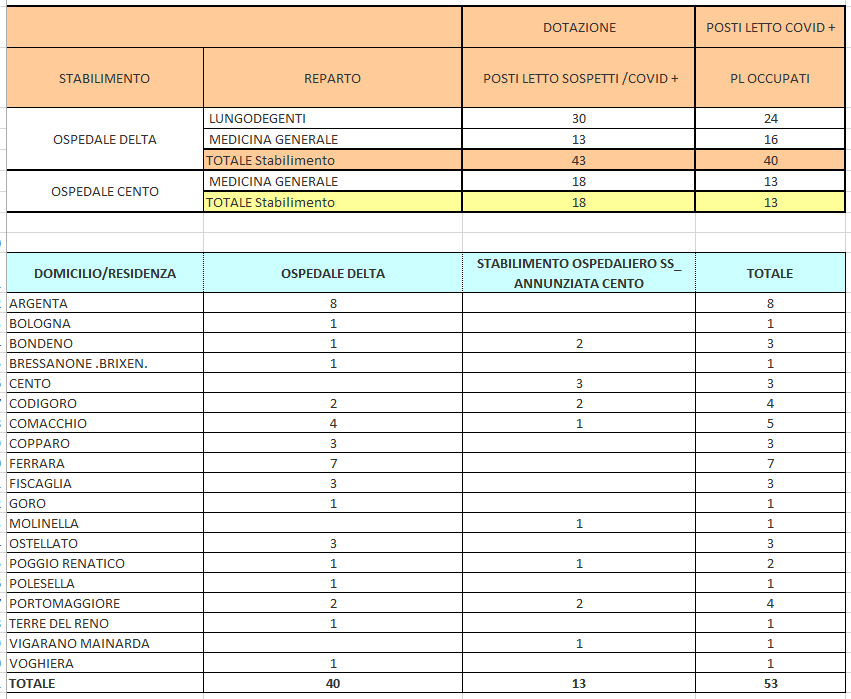 DOTAZIONE POSTI LETTO COVID +
STABILIMENTO REPARTO POSTI LETTO SOSPETTI /COVID + PL OCCUPATI
OSPEDALE DELTA
LUNGODEGENTI 30 24
MEDICINA GENERALE 13 16
TOTALE Stabilimento 43 40
OSPEDALE CENTO
MEDICINA GENERALE 18 13
TOTALE Stabilimento 18 13
DOMICILIO/RESIDENZA OSPEDALE DELTA STABILIMENTO OSPEDALIERO SS_
ANNUNZIATA CENTO TOTALE
ARGENTA 8 8
BOLOGNA 1 1
BONDENO 1 2 3
BRESSANONE .BRIXEN. 1 1
CENTO 3 3
CODIGORO 2 2 4
COMACCHIO 4 1 5
COPPARO 3 3
FERRARA 7 7
FISCAGLIA 3 3
GORO 1 1
MOLINELLA 1 1
OSTELLATO 3 3
POGGIO RENATICO 1 1 2
POLESELLA 1 1
PORTOMAGGIORE 2 2 4
TERRE DEL RENO 1 1
VIGARANO MAINARDA 1 1
VOGHIERA 1 1
TOTALE 40 13 53